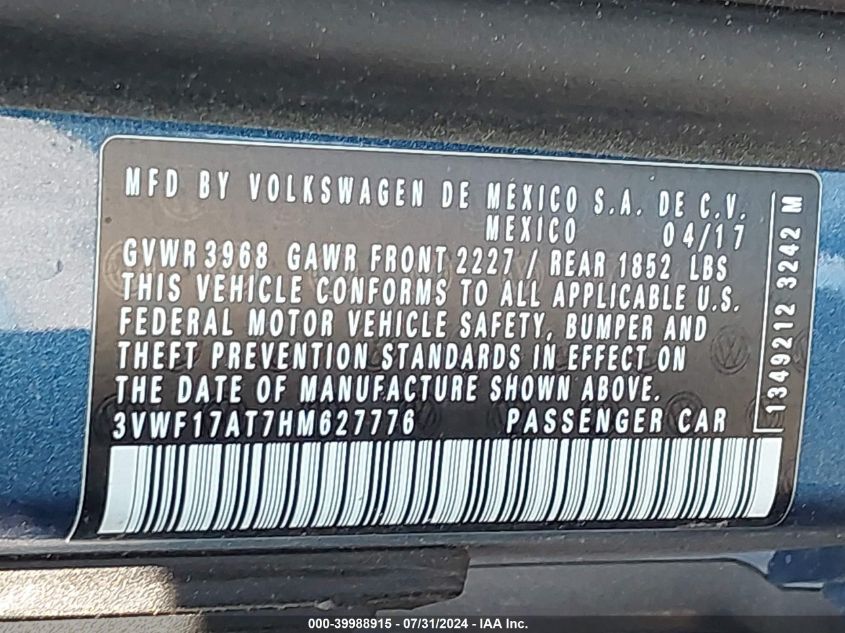 MFD BY VOLKSWAGEN DE MEXICO S.A. DE C.V.
MEXICO 04/17
GVWR 3968 GAWR FRONT 2227 / REAR 1852 LBS
THIS VEHICLE CONFORMS TO ALL APPLICABLE U.S.
FEDERAL MOTOR VEHICLE SAFETY, BUMPER AND
THEFT PREVENTION STANDARDS IN EFFECT ON
THE DATE OF MANUFACTURE SHOWN ABOVE.
3VWF17AT7HM627776 PASSENGER CAR
1349212 3242 M
000-39988915 - 07/31/2024 - IAA Inc.